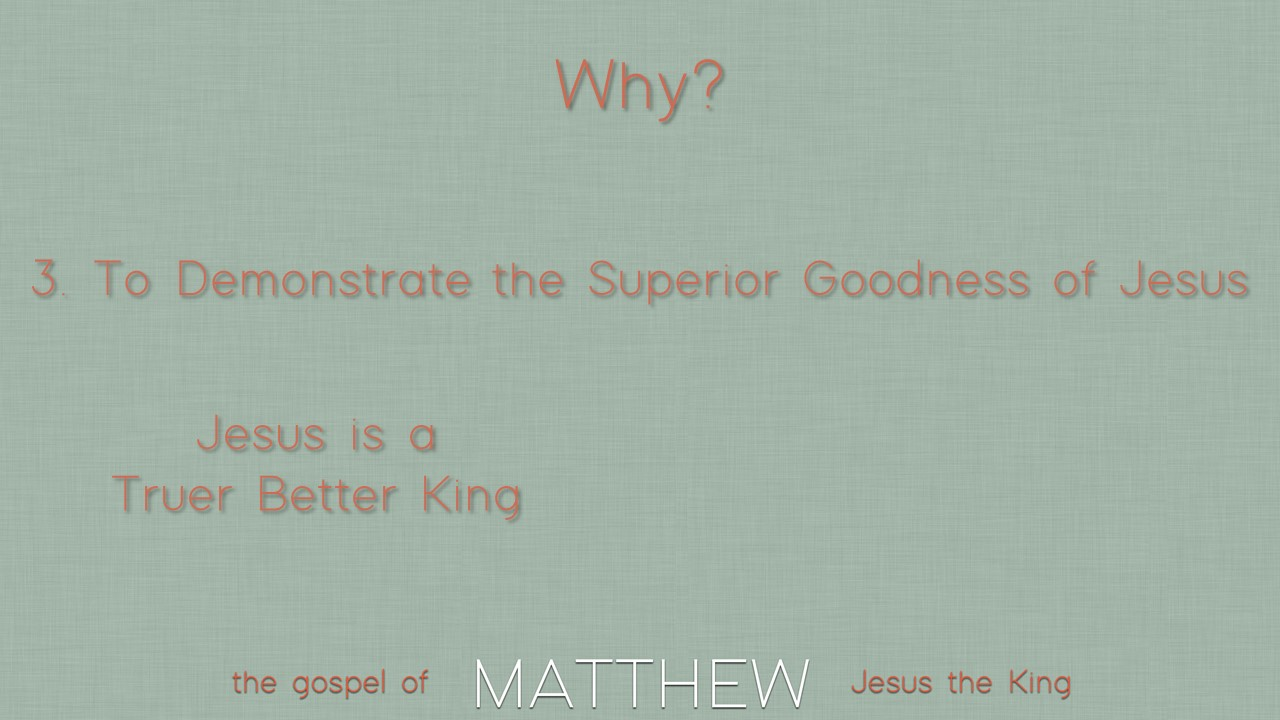 Why?
3. To Demonstrate the Superior Goodness of Jesus
Jesus is a
Truer Better King
the gospel of MATTHEW Jesus the King